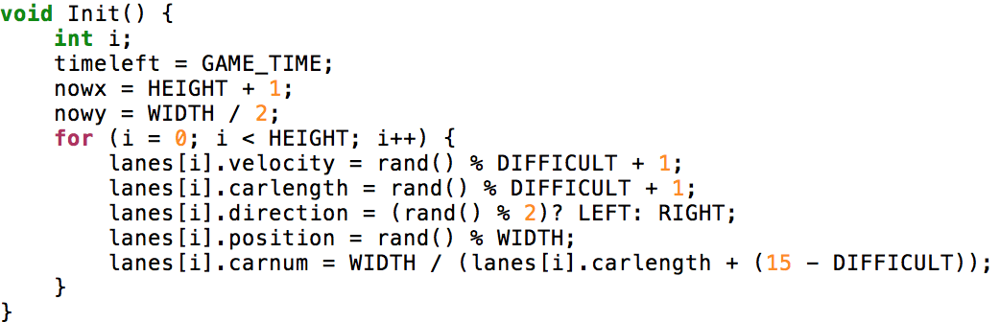 void Init() {
    int i;
    timeleft = GAME_TIME;
    nowx = HEIGHT + 1;
    nowy = WIDTH / 2;
    for (i = 0; i < HEIGHT; i++) {
        lanes[i].velocity = rand() % DIFFICULT + 1;
        lanes[i].carlength = rand() % DIFFICULT + 1;
        lanes[i].direction = (rand() % 2)? LEFT: RIGHT;
        lanes[i].position = rand() % WIDTH;
        lanes[i].carnum = WIDTH / (lanes[i].carlength + (15 - DIFFICULT));
    }
}